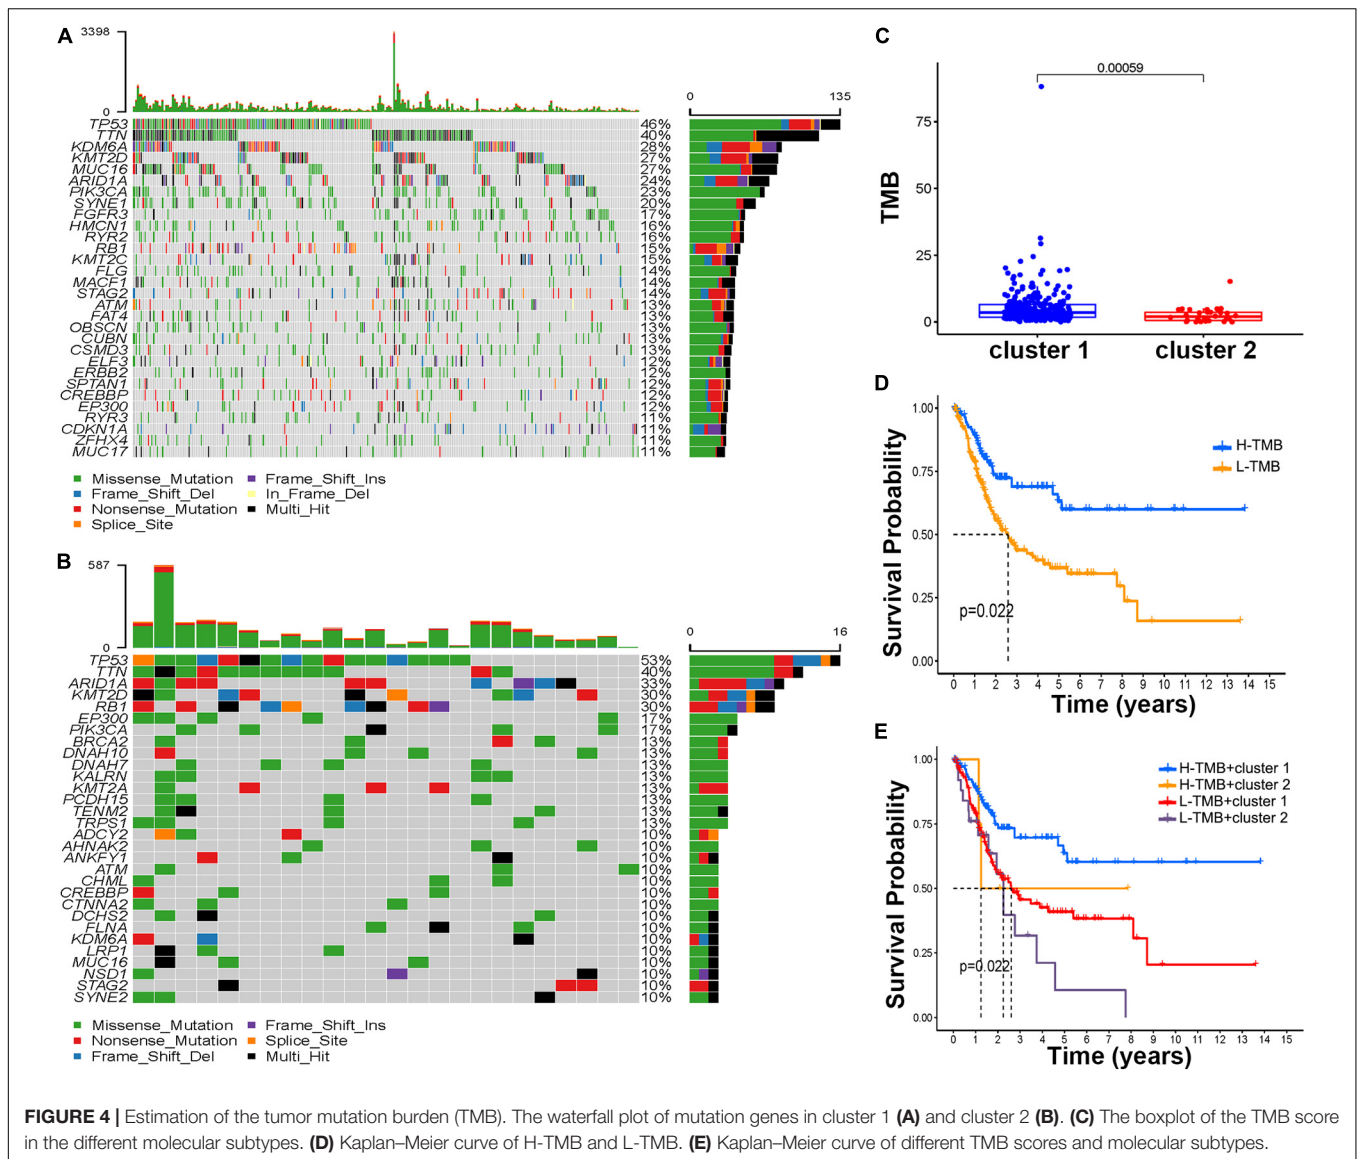 A
3398
0
0 135
TP53 46%
TTN 40%
KDM6A 28%
KMT2D 27%
MUC16 27%
ARID1A 24%
PIK3CA 23%
SYNE1 20%
FGFR3 17%
HMCN1 16%
RYR2 16%
RB1 15%
KMT2C 15%
FLG 14%
MACF1 14%
STAG2 14%
ATM 13%
FAT4 13%
OBSCN 13%
CUBN 13%
CSMD3 13%
ELF3 12%
ERBB2 12%
SPTAN1 12%
CREBBP 12%
EP300 12%
RYR3 11%
CDKN1A 11%
ZFHX4 11%
MUC17 11%
Missense_Mutation Frame_Shift_Ins
Frame_Shift_Del In_Frame_Del
Nonsense_Mutation Multi_Hit
Splice_Site
B
587
0
0 16
TP53 53%
TTN 40%
ARID1A 33%
KMT2D 30%
RB1 30%
EP300 17%
PIK3CA 17%
BRCA2 13%
DNAH10 13%
DNAH7 13%
KALRN 13%
KMT2A 13%
PCDH15 13%
TENM2 13%
TRPS1 13%
ADCY2 10%
AHNAK2 10%
ANKFY1 10%
ATM 10%
CHML 10%
CREBBP 10%
CTNNA2 10%
DCHS2 10%
FLNA 10%
KDM6A 10%
LRP1 10%
MUC16 10%
NSD1 10%
STAG2 10%
SYNE2 10%
Missense_Mutation Frame_Shift_Ins
Nonsense_Mutation Splice_Site
Frame_Shift_Del Multi_Hit
C
0.00059
TMB
75
50
25
0
cluster 1 cluster 2
D
Survival Probability
1.00
0.75
0.50
0.25
0.00
H-TMB
L-TMB
p=0.022
0 1 2 3 4 5 6 7 8 9 10 11 12 13 14 15
Time (years)
E
Survival Probability
1.00
0.75
0.50
0.25
0.00
H-TMB+cluster 1
H-TMB+cluster 2
L-TMB+cluster 1
L-TMB+cluster 2
p=0.022
0 1 2 3 4 5 6 7 8 9 10 11 12 13 14 15
Time (years)
FIGURE 4 | Estimation of the tumor mutation burden (TMB). The waterfall plot of mutation genes in cluster 1 (A) and cluster 2 (B). (C) The boxplot of the TMB score
in the different molecular subtypes. (D) Kaplan–Meier curve of H-TMB and L-TMB. (E) Kaplan–Meier curve of different TMB scores and molecular subtypes.